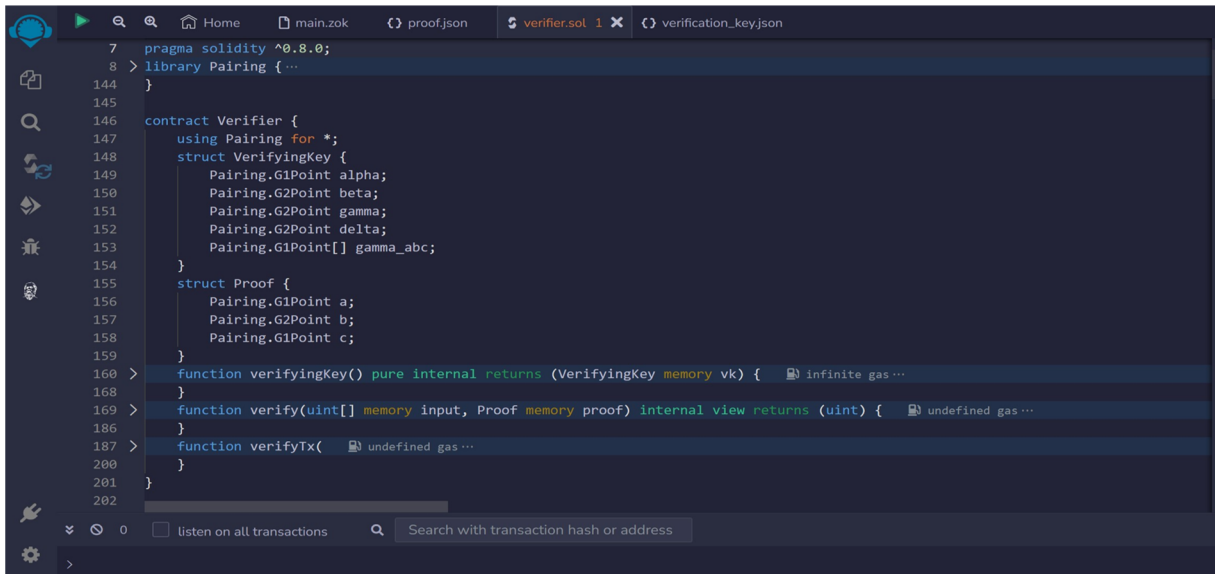 Home main.zok {} proof.json verifier.sol 1 {} verification_key.json
7 pragma solidity ^0.8.0;
8 > library Pairing { ···
144 }
145
146 contract Verifier {
147 using Pairing for *;
148 struct VerifyingKey {
149 Pairing.G1Point alpha;
150 Pairing.G2Point beta;
151 Pairing.G2Point gamma;
152 Pairing.G2Point delta;
153 Pairing.G1Point[] gamma_abc;
154 }
155 struct Proof {
156 Pairing.G1Point a;
157 Pairing.G2Point b;
158 Pairing.G1Point c;
159 }
160 > function verifyingKey() pure internal returns (VerifyingKey memory vk) { infinite gas ···
168 }
169 > function verify(uint[] memory input, Proof memory proof) internal view returns (uint) { undefined gas ···
186 }
187 > function verifyTx( undefined gas ···
200 }
201 }
202
0 listen on all transactions Search with transaction hash or address
>